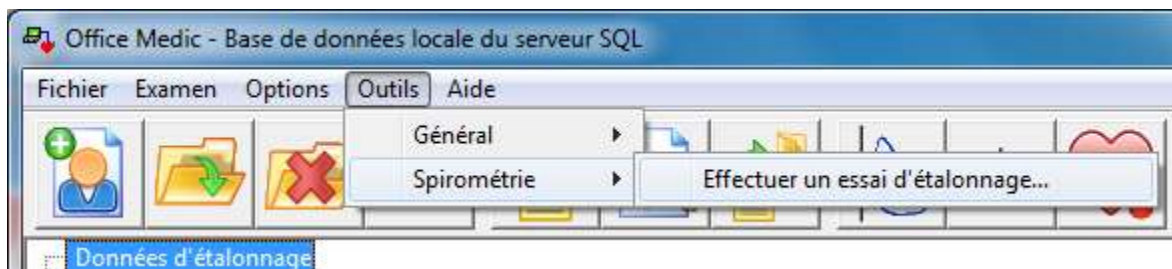 Office Medic - Base de données locale du serveur SQL
Fichier Examen Options Outils Aide
Général
Spirométrie
Effectuer un essai d'étalonnage...
Données d'étalonnage